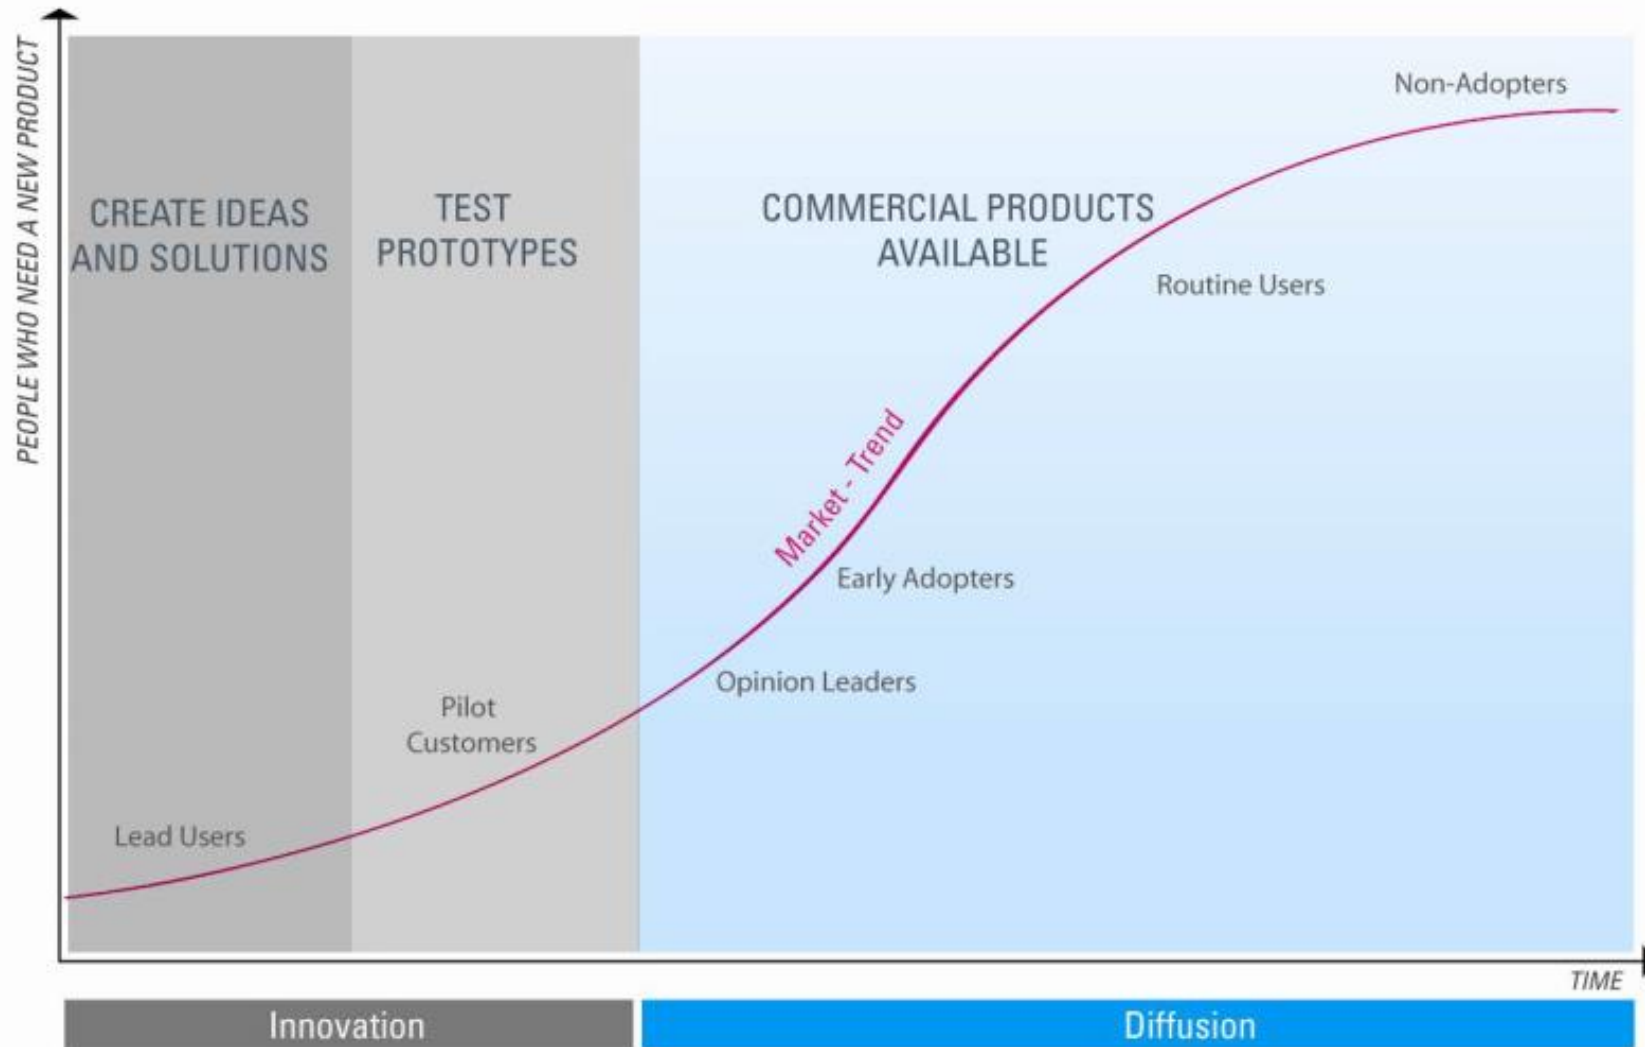 PEOPLE WHO NEED A NEW PRODUCT
CREATE IDEAS
AND SOLUTIONS
TEST
PROTOTYPES
COMMERCIAL PRODUCTS
AVAILABLE
Non-Adopters
Routine Users
Market - Trend
Early Adopters
Opinion Leaders
Pilot
Customers
Lead Users
TIME
Innovation
Diffusion